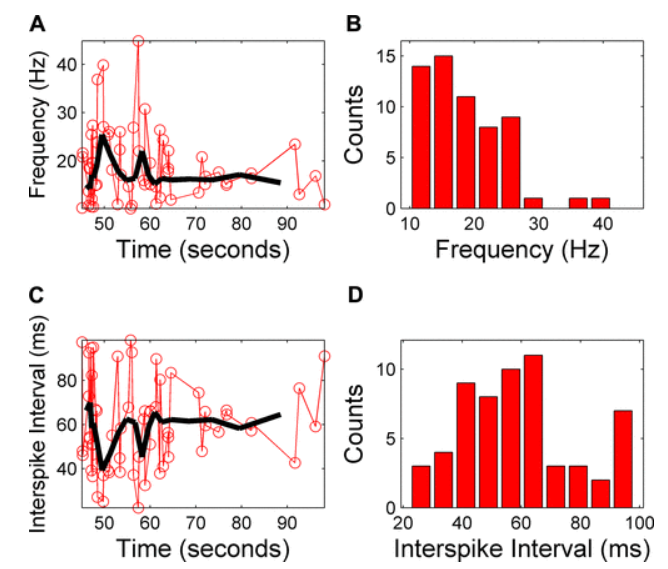 A
B
40
30
20
Frequency (Hz)
50 60 70 80 90
Time (seconds)
15
10
5
0
Counts
10 20 30 40
Frequency (Hz)
C
D
80
60
40
Interspike Interval (ms)
50 60 70 80 90
Time (seconds)
10
5
0
Counts
20 40 60 80 100
Interspike Interval (ms)